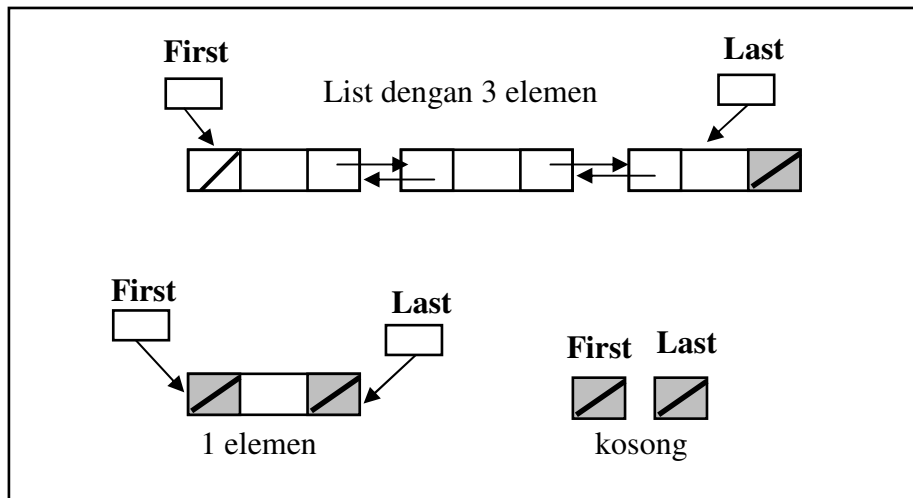 First
Last
List dengan 3 elemen
First
Last
1 elemen
First
Last
kosong